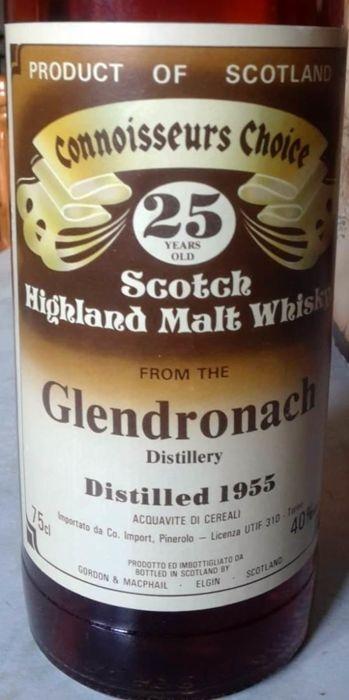 PRODUCT OF SCOTLAND
Connoisseurs Choice
25
YEARS
OLD
Scotch
Highland Malt Whisky
FROM THE
Glendronach
Distillery
Distilled 1955
ACQUAVITE DI CEREALI
75cl
Importato da Co. Import, Pinerolo – Licenza UTIF 310 - Torino
40%
PRODOTTO ED IMBOTTIGLIATO DA
BOTTLED IN SCOTLAND BY
GORDON & MACPHAIL · ELGIN · SCOTLAND